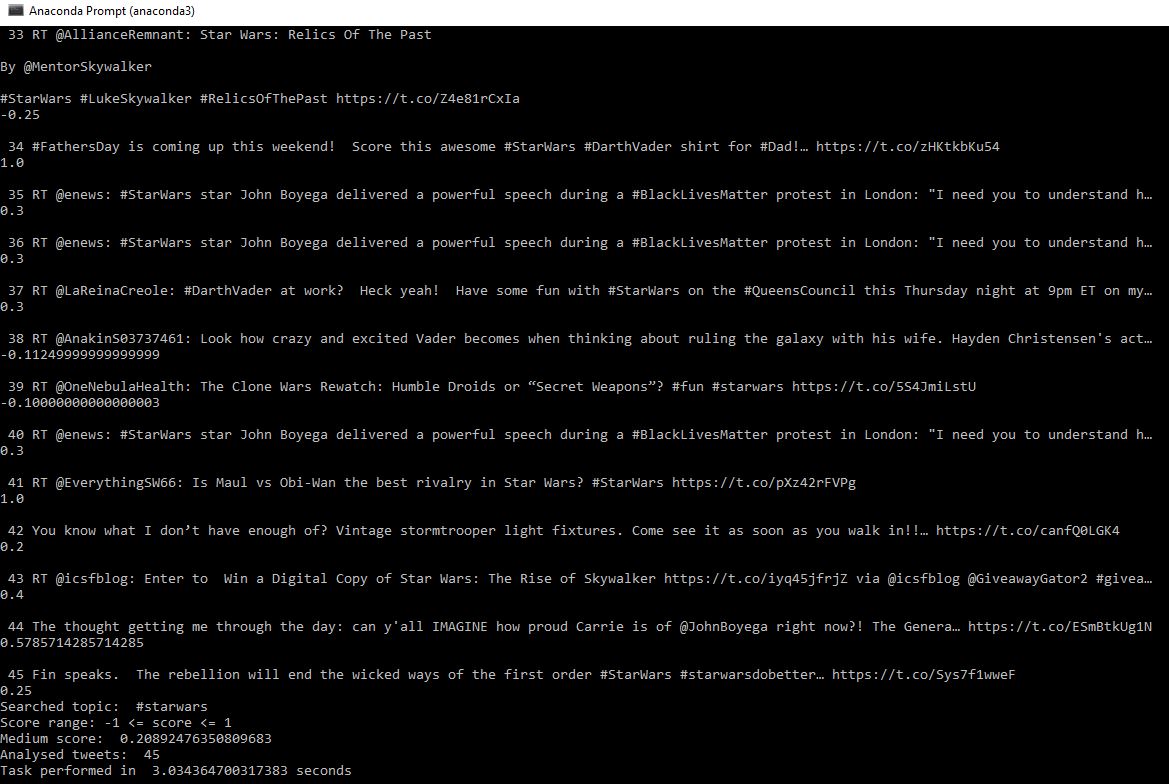 Anaconda Prompt (anaconda3)
33 RT @AllianceRemnant: Star Wars: Relics Of The Past
By @MentorSkywalker
#StarWars #LukeSkywalker #RelicsOfThePast https://t.co/Z4e81rCxIa
-0.25
34 #FathersDay is coming up this weekend!  Score this awesome #StarWars #DarthVader shirt for #Dad!… https://t.co/zHKtkbKu54
1.0
35 RT @enews: #StarWars star John Boyega delivered a powerful speech during a #BlackLivesMatter protest in London: "I need you to understand h…
0.3
36 RT @enews: #StarWars star John Boyega delivered a powerful speech during a #BlackLivesMatter protest in London: "I need you to understand h…
0.3
37 RT @LaReinaCreole: #DarthVader at work?  Heck yeah!  Have some fun with #StarWars on the #QueensCouncil this Thursday night at 9pm ET on my…
0.3
38 RT @AnakinS03737461: Look how crazy and excited Vader becomes when thinking about ruling the galaxy with his wife. Hayden Christensen's act…
-0.11249999999999999
39 RT @OneNebulaHealth: The Clone Wars Rewatch: Humble Droids or “Secret Weapons”? #fun #starwars https://t.co/5S4JmiLstU
-0.10000000000000003
40 RT @enews: #StarWars star John Boyega delivered a powerful speech during a #BlackLivesMatter protest in London: "I need you to understand h…
0.3
41 RT @EverythingSW66: Is Maul vs Obi-Wan the best rivalry in Star Wars? #StarWars https://t.co/pXz42rFVPg
1.0
42 You know what I don’t have enough of? Vintage stormtrooper light fixtures. Come see it as soon as you walk in!!… https://t.co/canfQ0LGK4
0.2
43 RT @icsfblog: Enter to  Win a Digital Copy of Star Wars: The Rise of Skywalker https://t.co/iyq45jfrjZ via @icsfblog @GiveawayGator2 #givea…
0.4
44 The thought getting me through the day: can y'all IMAGINE how proud Carrie is of @JohnBoyega right now?! The Genera… https://t.co/ESmBtkUg1N
0.5785714285714285
45 Fin speaks.  The rebellion will end the wicked ways of the first order #StarWars #starwarsdobetter… https://t.co/Sys7f1wweF
0.25
Searched topic:  #starwars
Score range: -1 <= score <= 1
Medium score:  0.20892476350809683
Analysed tweets:  45
Task performed in  3.034364700317383 seconds